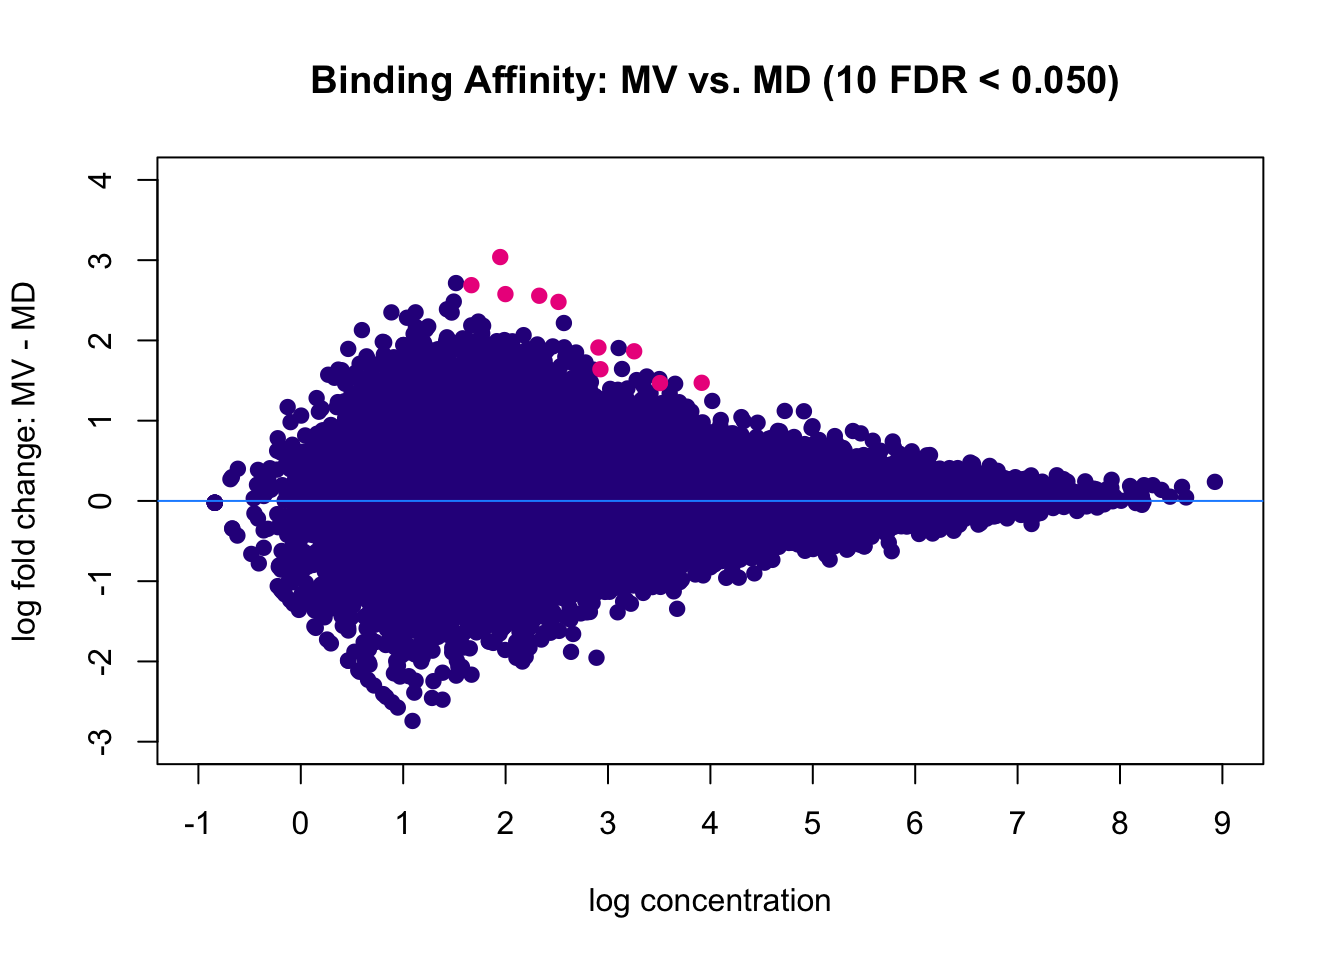 Binding Affinity: MV vs. MD (10 FDR < 0.050)
log fold change: MV - MD
4
3
2
1
0
-1
-2
-3
-1 0 1 2 3 4 5 6 7 8 9
log concentration